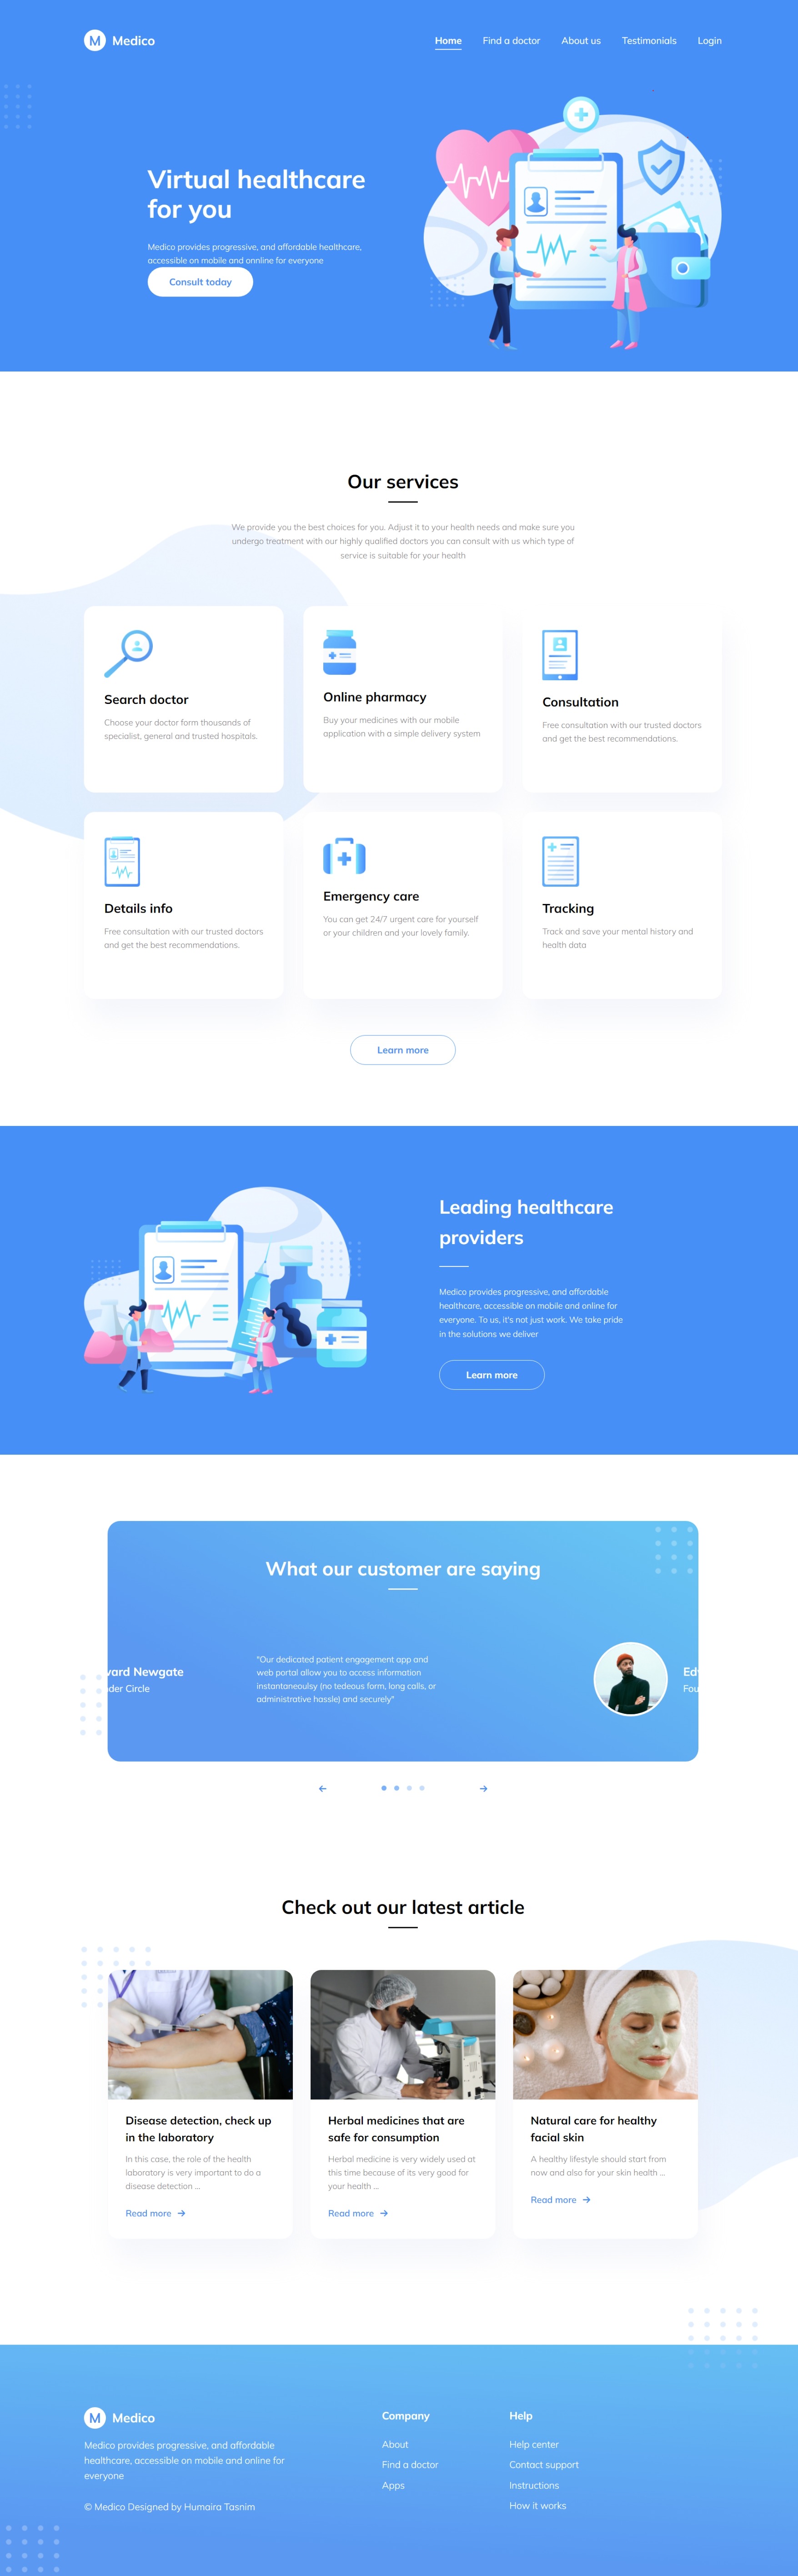 M Medico
Home Find a doctor About us Testimonials Login
Virtual healthcare
for you
Medico provides progressive, and affordable healthcare,
accessible on mobile and onnline for everyone
Consult today
Our services
We provide you the best choices for you. Adjust it to your health needs and make sure you
undergo treatment with our highly qualified doctors you can consult with us which type of
service is suitable for your health
Search doctor
Choose your doctor form thousands of
specialist, general and trusted hospitals.
Online pharmacy
Buy your medicines with our mobile
application with a simple delivery system
Consultation
Free consultation with our trusted doctors
and get the best recommendations.
Details info
Free consultation with our trusted doctors
and get the best recommendations.
Emergency care
You can get 24/7 urgent care for yourself
or your children and your lovely family.
Tracking
Track and save your mental history and
health data
Learn more
Leading healthcare
providers
Medico provides progressive, and affordable
healthcare, accessible on mobile and online for
everyone. To us, it's not just work. We take pride
in the solutions we deliver
Learn more
What our customer are saying
ward Newgate
nder Circle
"Our dedicated patient engagement app and
web portal allow you to access information
instantaneoulsy (no tedeous form, long calls, or
administrative hassle) and securely"
Ed
Fou
Check out our latest article
Disease detection, check up
in the laboratory
In this case, the role of the health
laboratory is very important to do a
disease detection ...
Read more
Herbal medicines that are
safe for consumption
Herbal medicine is very widely used at
this time because of its very good for
your health ...
Read more
Natural care for healthy
facial skin
A healthy lifestyle should start from
now and also for your skin health ...
Read more
M Medico
Medico provides progressive, and affordable
healthcare, accessible on mobile and online for
everyone
© Medico Designed by Humaira Tasnim
Company
About
Find a doctor
Apps
Help
Help center
Contact support
Instructions
How it works